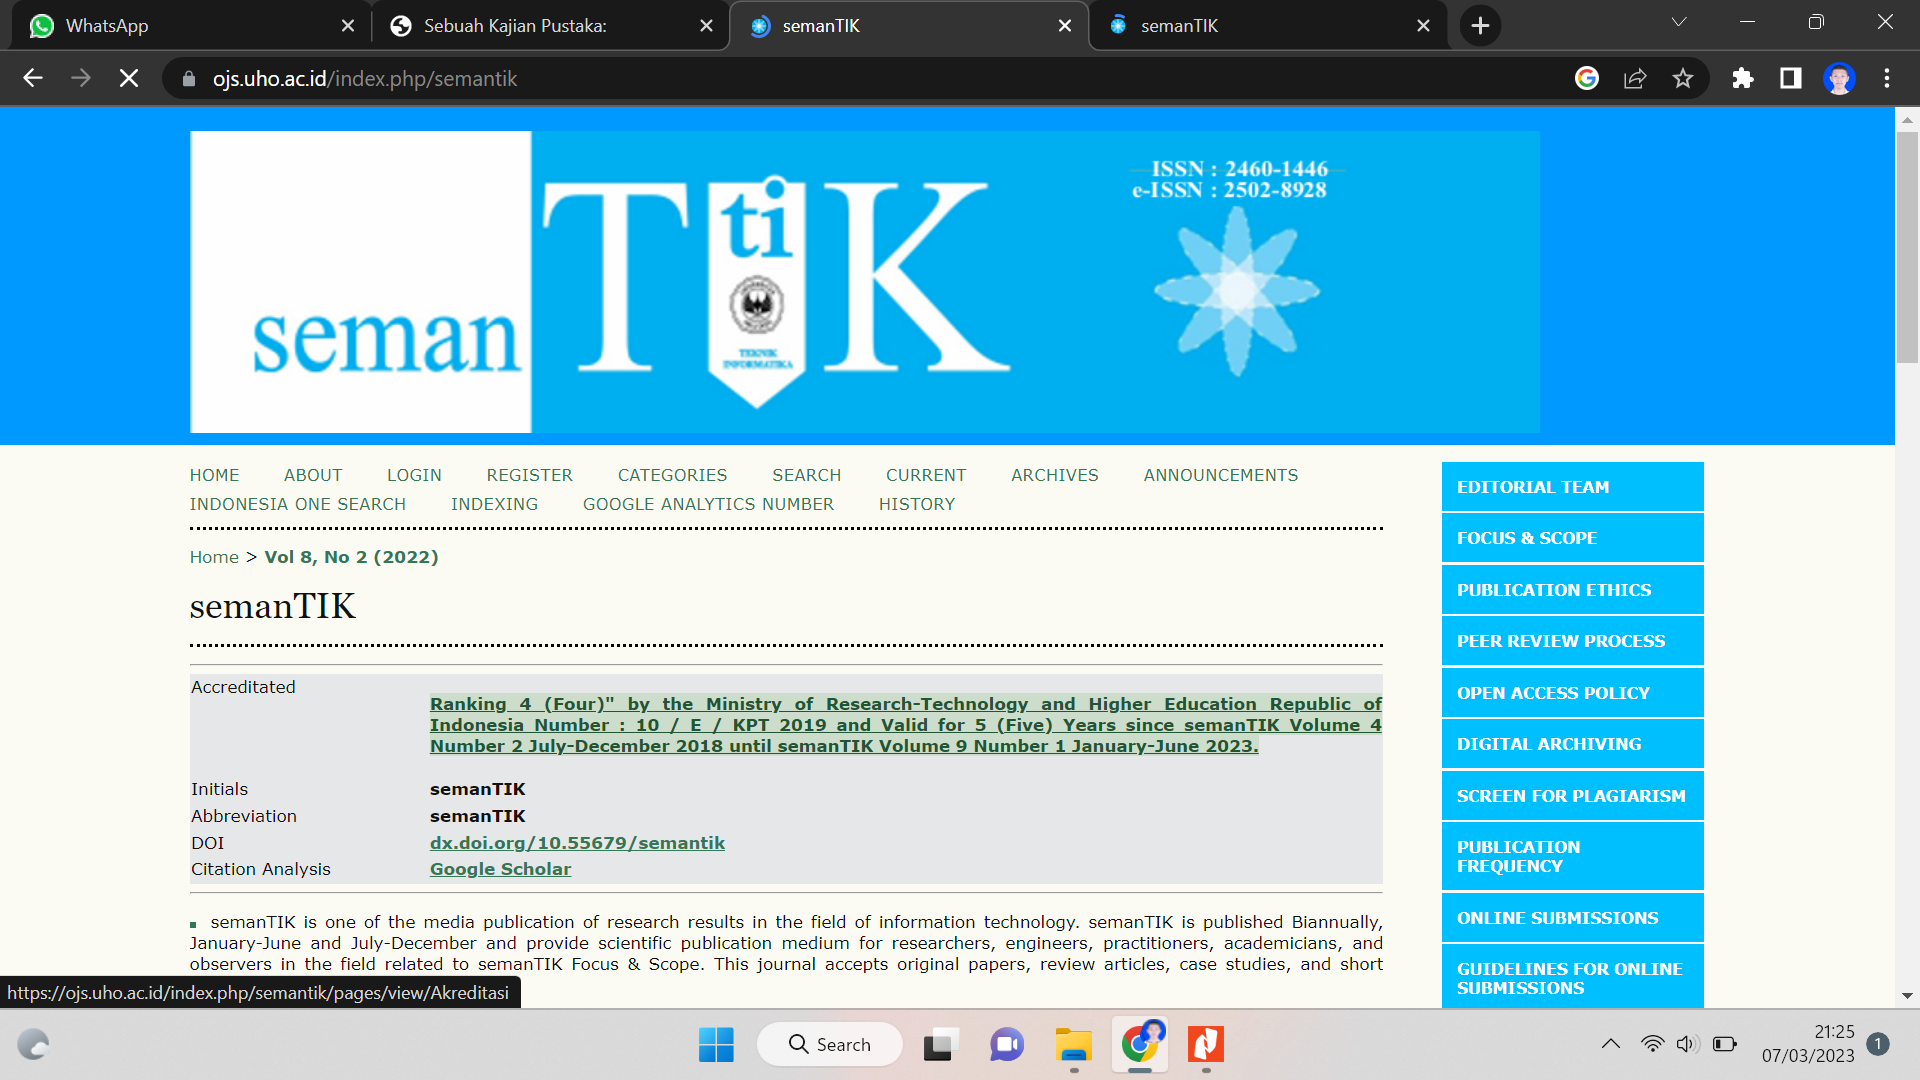 WhatsApp
Sebuah Kajian Pustaka:
semanTIK
semanTIK
ojs.uho.ac.id/index.php/semantik
ISSN : 2460-1446
e-ISSN : 2502-8928
seman
TIK
ti
TEKNIK
INFORMATIKA
HOME ABOUT LOGIN REGISTER CATEGORIES SEARCH CURRENT ARCHIVES ANNOUNCEMENTS
INDONESIA ONE SEARCH INDEXING GOOGLE ANALYTICS NUMBER HISTORY
Home > Vol 8, No 2 (2022)
semanTIK
Accreditated
Ranking 4 (Four)" by the Ministry of Research-Technology and Higher Education Republic of
Indonesia Number : 10 / E / KPT 2019 and Valid for 5 (Five) Years since semanTIK Volume 4
Number 2 July-December 2018 until semanTIK Volume 9 Number 1 January-June 2023.
Initials semanTIK
Abbreviation semanTIK
DOI dx.doi.org/10.55679/semantik
Citation Analysis Google Scholar
semanTIK is one of the media publication of research results in the field of information technology. semanTIK is published Biannually,
January-June and July-December and provide scientific publication medium for researchers, engineers, practitioners, academicians, and
observers in the field related to semanTIK Focus & Scope. This journal accepts original papers, review articles, case studies, and short
EDITORIAL TEAM
FOCUS & SCOPE
PUBLICATION ETHICS
PEER REVIEW PROCESS
OPEN ACCESS POLICY
DIGITAL ARCHIVING
SCREEN FOR PLAGIARISM
PUBLICATION
FREQUENCY
ONLINE SUBMISSIONS
GUIDELINES FOR ONLINE
SUBMISSIONS
https://ojs.uho.ac.id/index.php/semantik/pages/view/Akreditasi
Search
21:25
07/03/2023
1